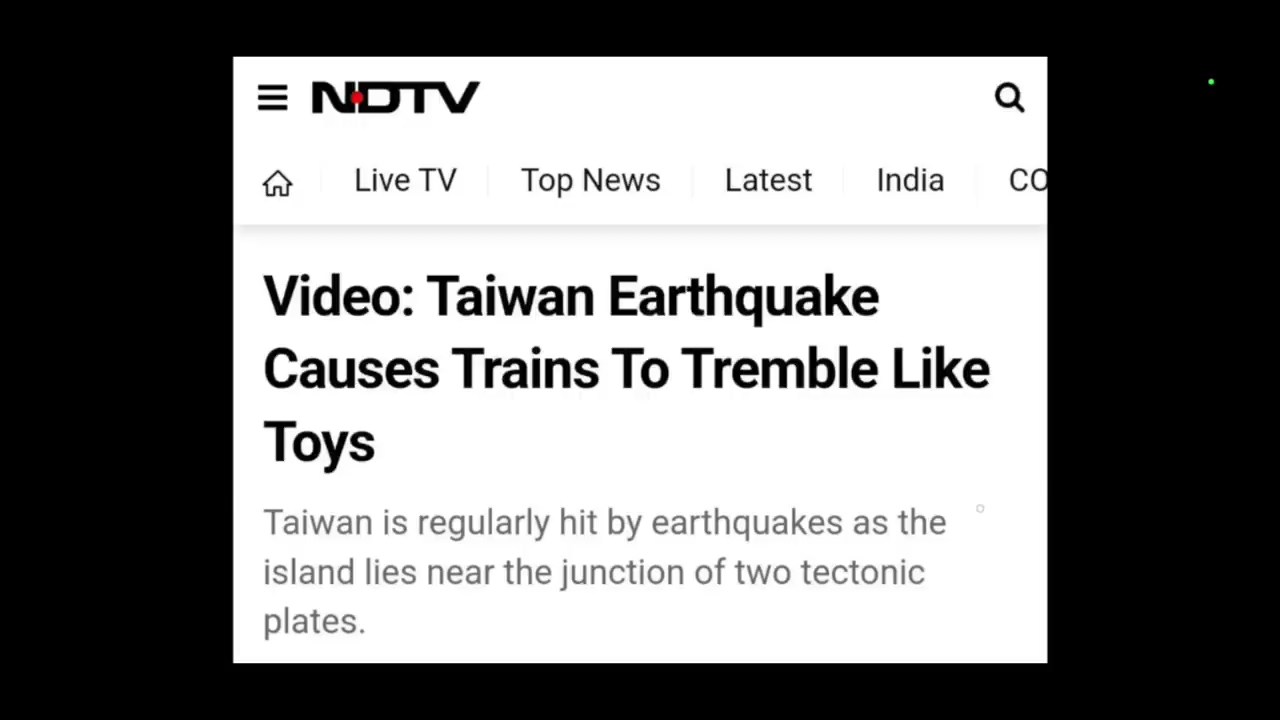 NDTV
Live TV Top News Latest India CO
Video: Taiwan Earthquake
Causes Trains To Tremble Like
Toys
Taiwan is regularly hit by earthquakes as the
island lies near the junction of two tectonic
plates.